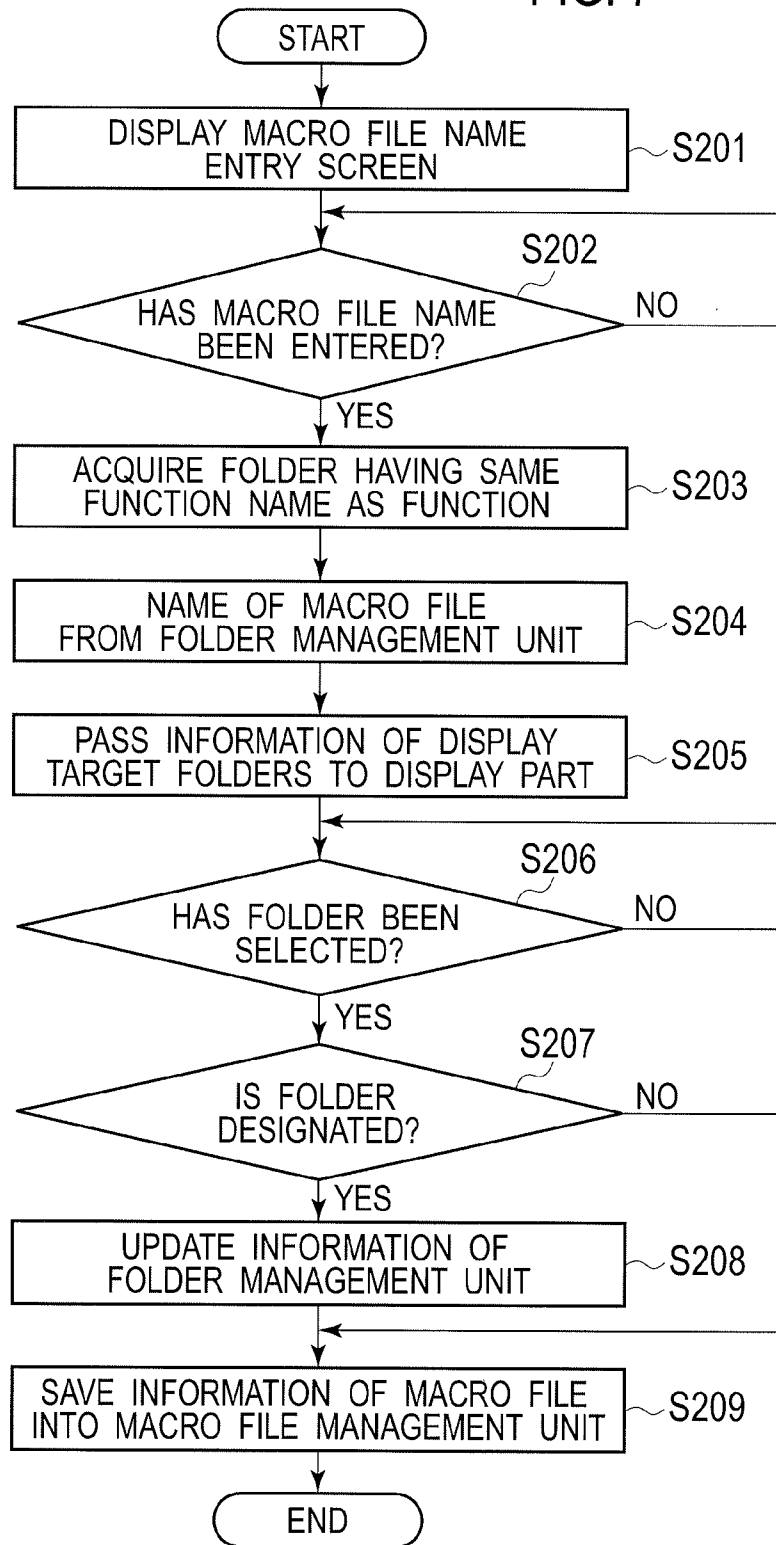 START
DISPLAY MACRO FILE NAME
ENTRY SCREEN
S201
S202
HAS MACRO FILE NAME
BEEN ENTERED?
NO
YES
ACQUIRE FOLDER HAVING SAME
FUNCTION NAME AS FUNCTION
S203
NAME OF MACRO FILE
FROM FOLDER MANAGEMENT UNIT
S204
PASS INFORMATION OF DISPLAY
TARGET FOLDERS TO DISPLAY PART
S205
S206
HAS FOLDER BEEN
SELECTED?
NO
YES
S207
IS FOLDER
DESIGNATED?
NO
YES
UPDATE INFORMATION OF
FOLDER MANAGEMENT UNIT
S208
SAVE INFORMATION OF MACRO FILE
INTO MACRO FILE MANAGEMENT UNIT
S209
END